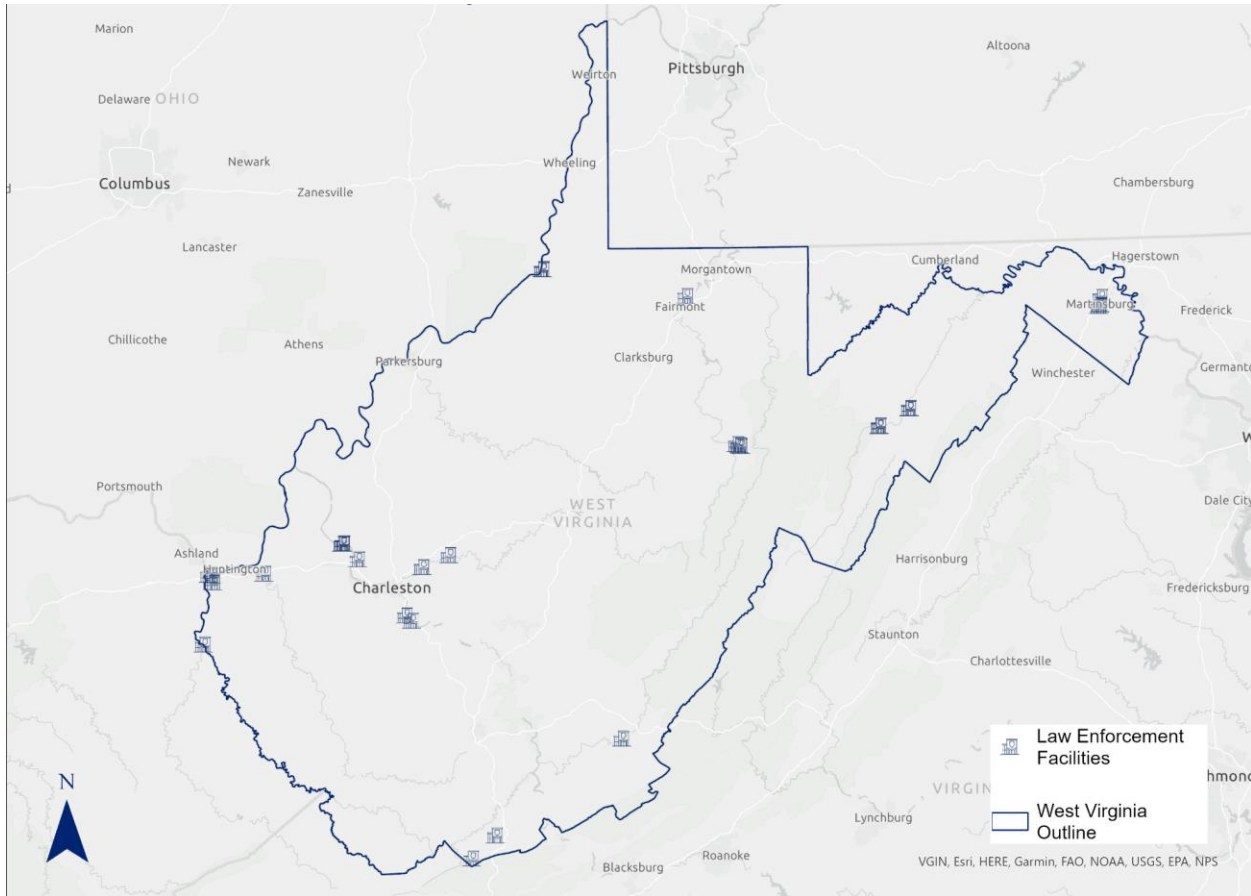 Marion
Altoona
Weirton
Pittsburgh
Delaware
OHIO
Newark
Wheeling
Columbus
Zanesville
Chambersburg
Lancaster
Cumberland
Hagerstown
Morgantown
Fairmont
Martinsburg
Frederick
Chillicothe
Athens
Clarksburg
Parkersburg
Winchester
Germanto
W
Portsmouth
WEST
VIRGINIA
Dale City
Ashland
Huntington
Harrisonburg
Charleston
Fredericksburg
Staunton
Charlottesville
Law Enforcement
Facilities
N
VIRGIN
hmond
West Virginia
Outline
Lynchburg
Blacksburg
Roanoke
VGIN, Esri, HERE, Garmin, FAO, NOAA, USGS, EPA, NPS